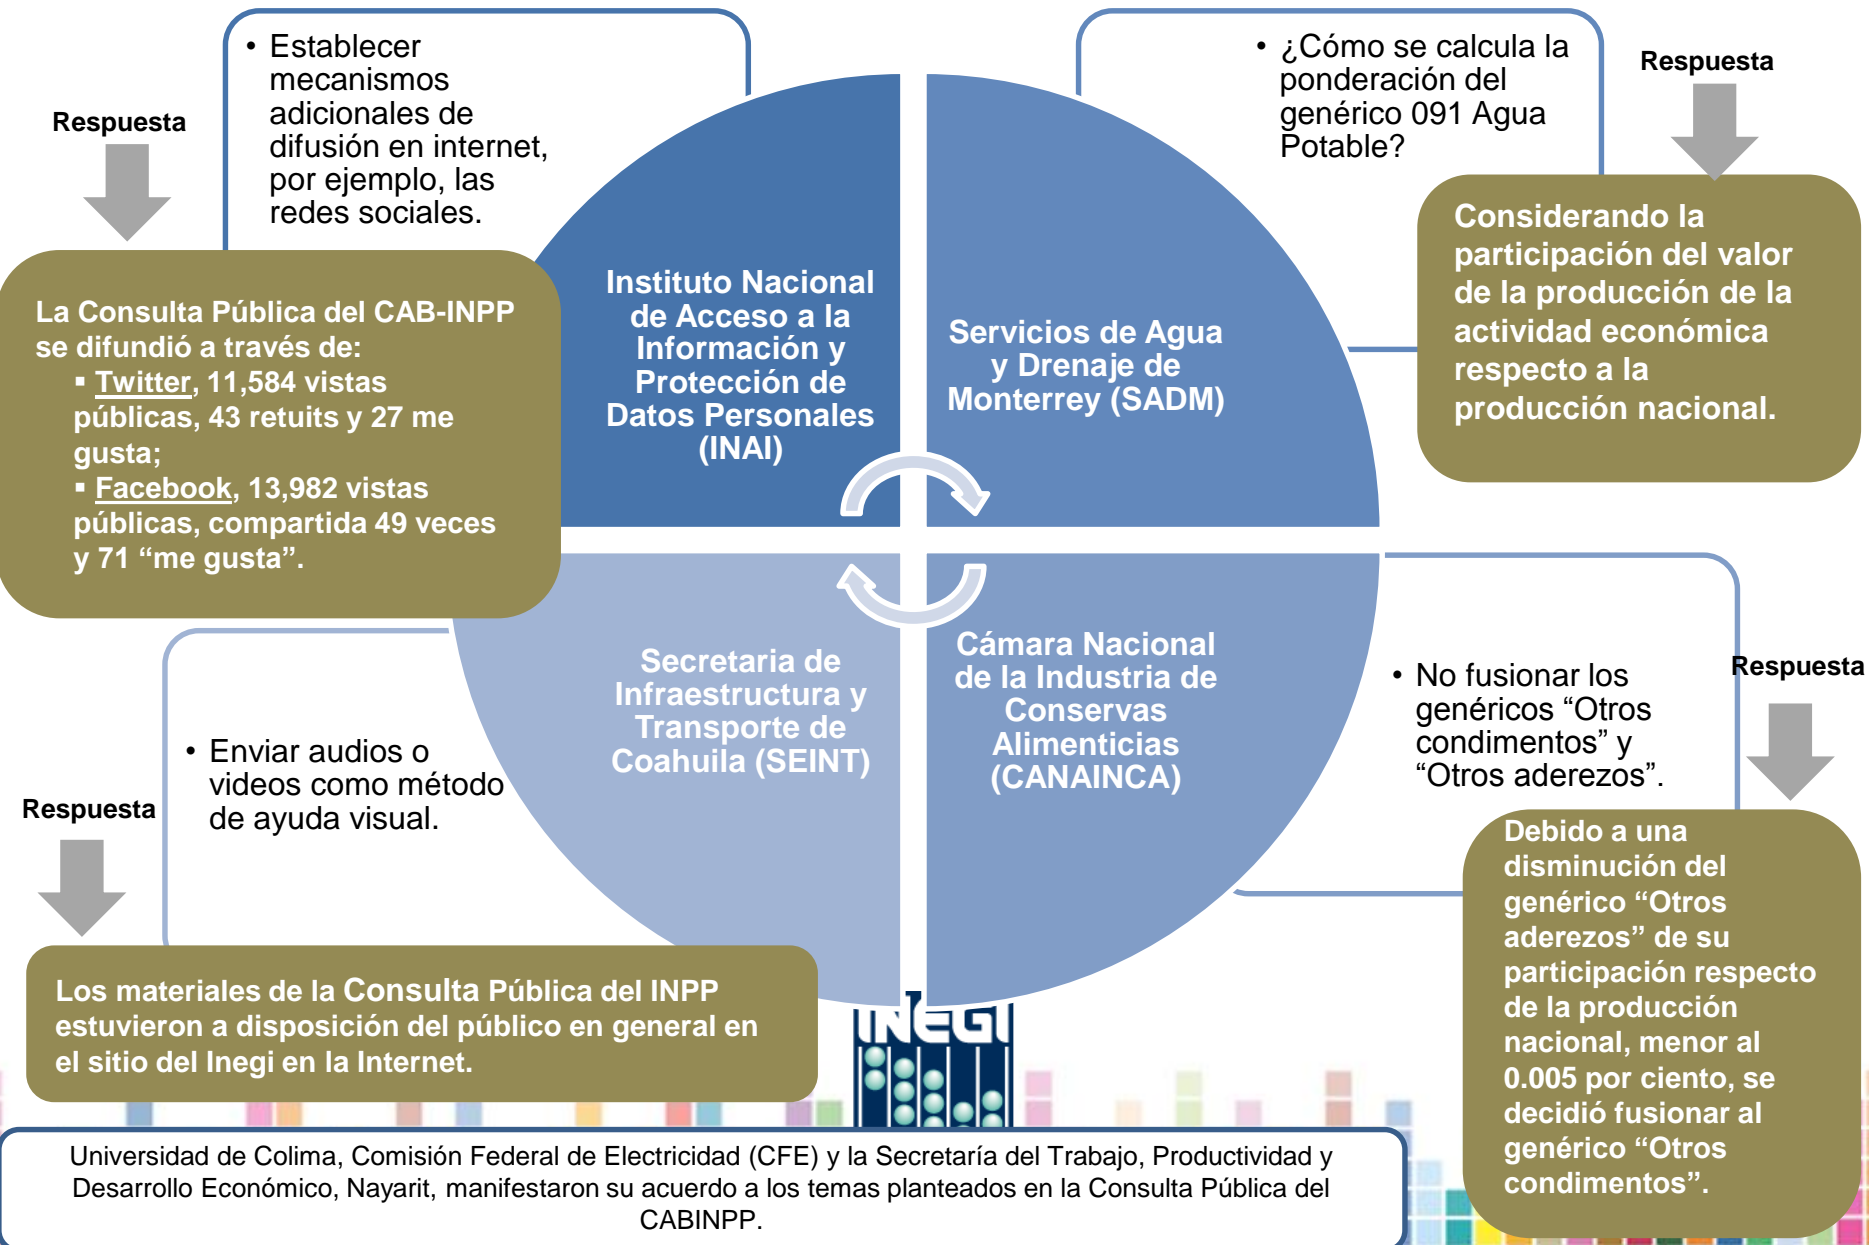 • Establecer
mecanismos
adicionales de
difusión en internet,
por ejemplo, las
redes sociales.
Respuesta
La Consulta Pública del CAB-INPP
se difundió a través de:
▪ Twitter, 11,584 vistas
públicas, 43 retuits y 27 me
gusta;
▪ Facebook, 13,982 vistas
públicas, compartida 49 veces
y 71 “me gusta”.
Instituto Nacional
de Acceso a la
Información y
Protección de
Datos Personales
(INAI)
• ¿Cómo se calcula la
ponderación del
genérico 091 Agua
Potable?
Respuesta
Considerando la
participación del valor
de la producción de la
actividad económica
respecto a la
producción nacional.
Servicios de Agua
y Drenaje de
Monterrey (SADM)
Secretaria de
Infraestructura y
Transporte de
Coahuila (SEINT)
• Enviar audios o
videos como método
de ayuda visual.
Respuesta
Los materiales de la Consulta Pública del INPP
estuvieron a disposición del público en general en
el sitio del Inegi en la Internet.
Cámara Nacional
de la Industria de
Conservas
Alimenticias
(CANAINCA)
• No fusionar los
genéricos “Otros
condimentos” y
“Otros aderezos”.
Respuesta
Debido a una
disminución del
genérico “Otros
aderezos” de su
participación respecto
de la producción
nacional, menor al
0.005 por ciento, se
decidió fusionar al
genérico “Otros
condimentos”.
INEGI
Universidad de Colima, Comisión Federal de Electricidad (CFE) y la Secretaría del Trabajo, Productividad y
Desarrollo Económico, Nayarit, manifestaron su acuerdo a los temas planteados en la Consulta Pública del
CABINPP.